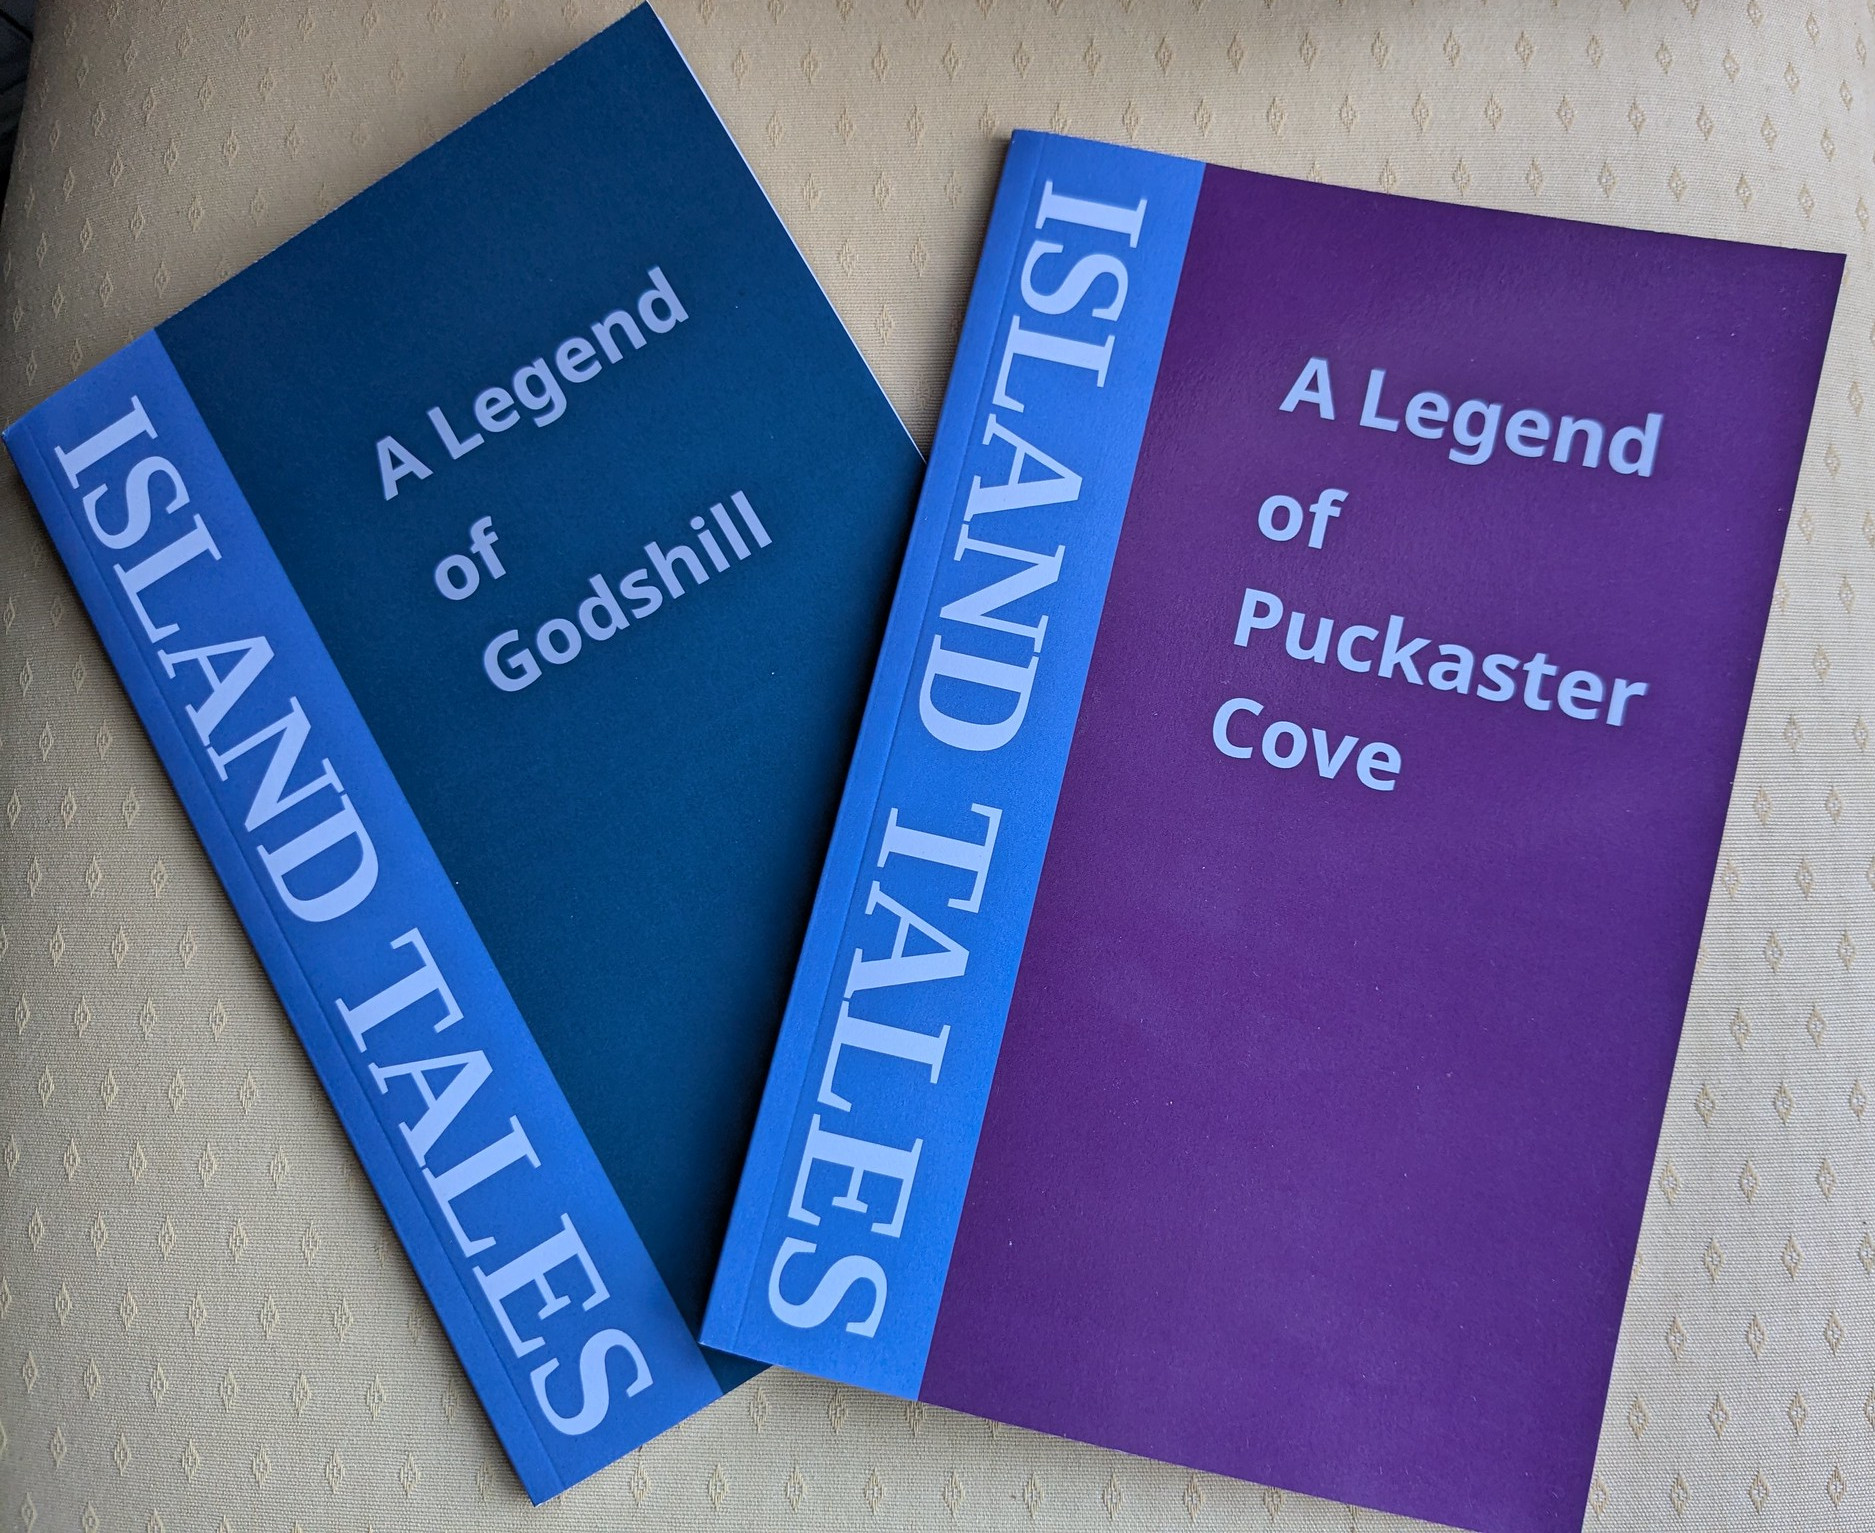 ISLAND TALES
A Legend
of
Godshill
ISLAND TALES
A Legend
of
Puckaster
Cove